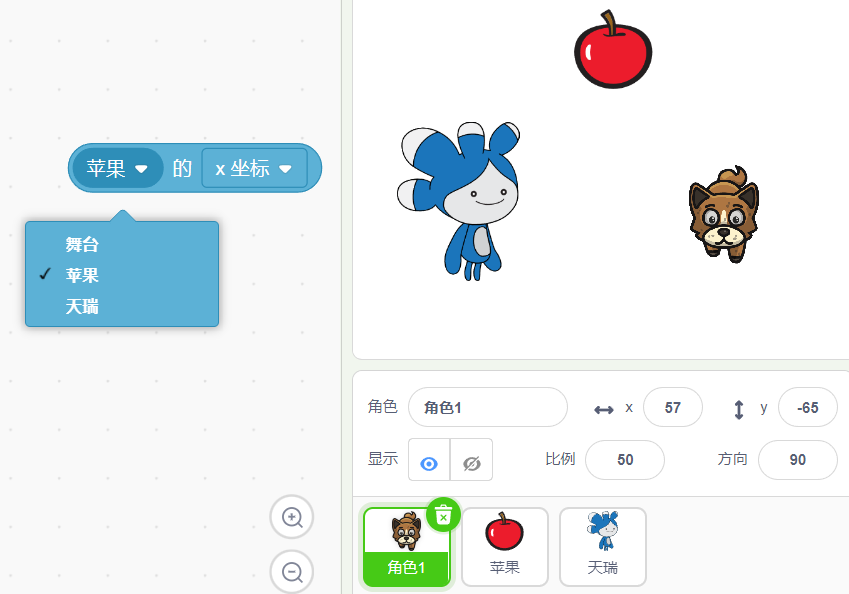 苹果 的 x 坐标
舞台
苹果
天瑞
角色 角色1 x 57 y -65
显示 比例 50 方向 90
角色1 苹果 天瑞